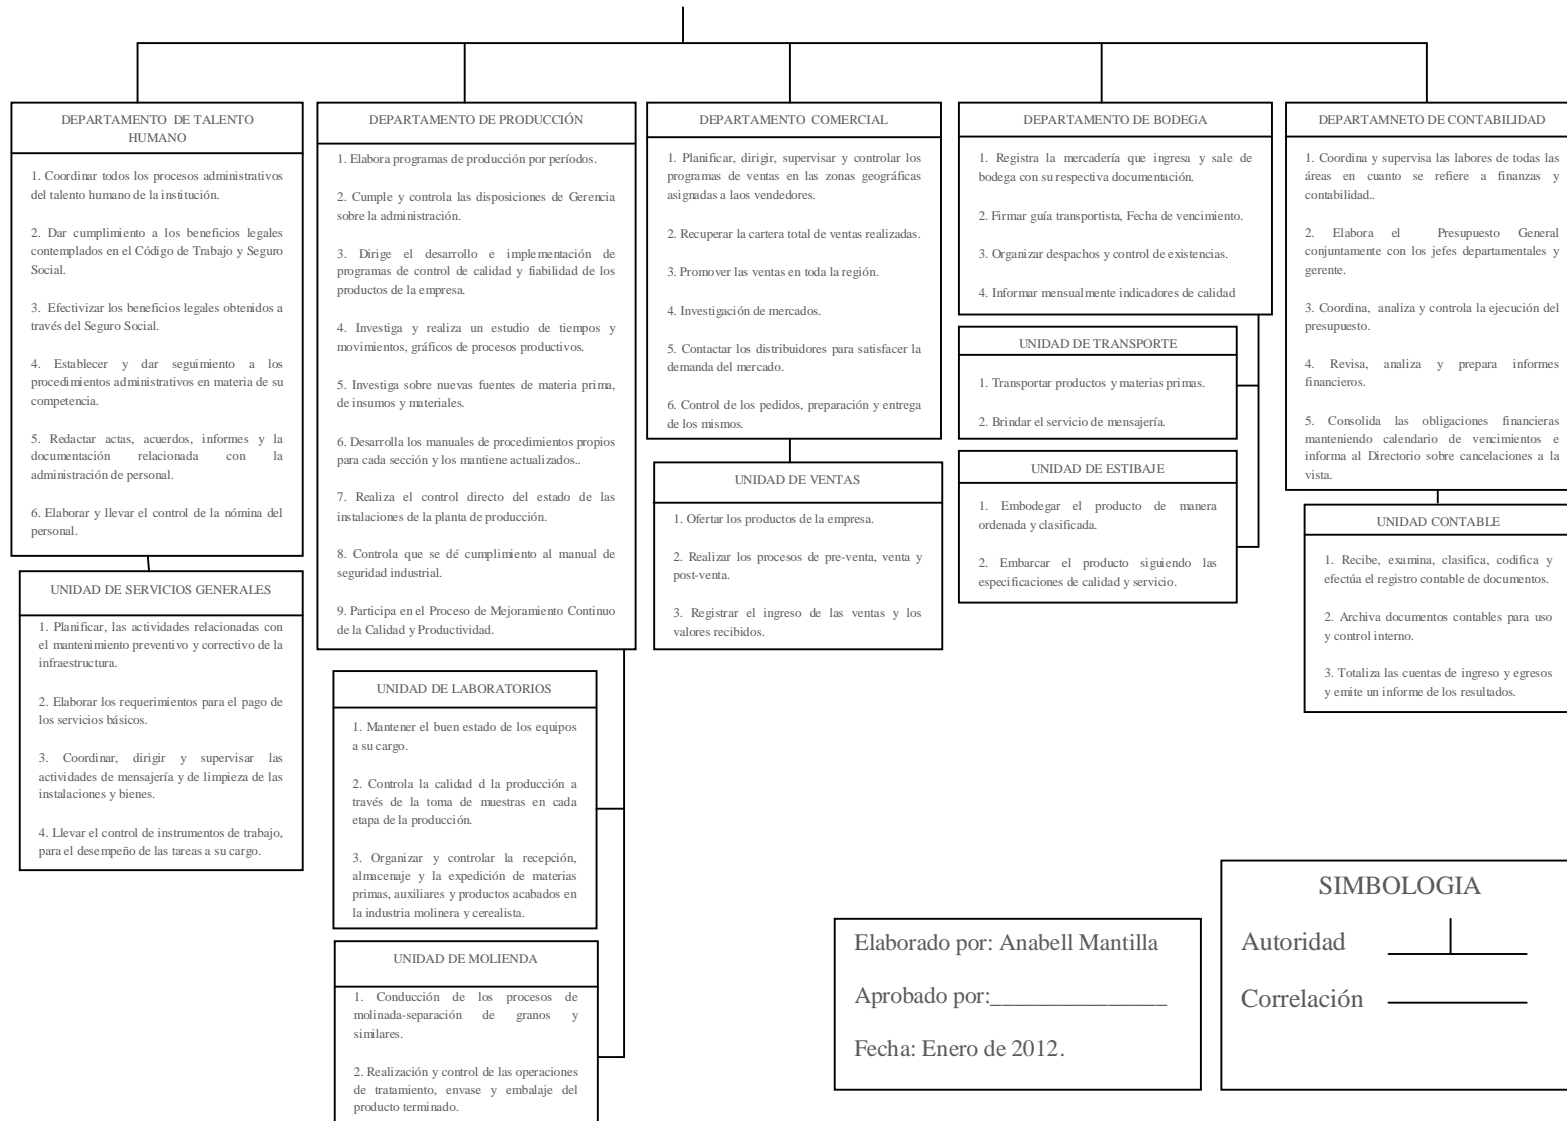 DEPARTAMENTO DE TALENTO
HUMANO
1. Coordinar todos los procesos administrativos
del talento humano de la institución.
2. Dar cumplimiento a los beneficios legales
contemplados en el Código de Trabajo y Seguro
Social.
3. Efectivizar los beneficios legales obtenidos a
través del Seguro Social.
4. Establecer y dar seguimiento a los
procedimientos administrativos en materia de su
competencia.
5. Redactar actas, acuerdos, informes y la
documentación relacionada con la
administración de personal.
6. Elaborar y llevar el control de la nómina del
personal.
UNIDAD DE SERVICIOS GENERALES
1. Planificar, las actividades relacionadas con
el mantenimiento preventivo y correctivo de la
infraestructura.
2. Elaborar los requerimientos para el pago de
los servicios básicos.
3. Coordinar, dirigir y supervisar las
actividades de mensajería y de limpieza de las
instalaciones y bienes.
4. Llevar el control de instrumentos de trabajo,
para el desempeño de las tareas a su cargo.
DEPARTAMENTO DE PRODUCCIÓN
1. Elabora programas de producción por períodos.
2. Cumple y controla las disposiciones de Gerencia
sobre la administración.
3. Dirige el desarrollo e implementación de
programas de control de calidad y fiabilidad de los
productos de la empresa.
4. Investiga y realiza un estudio de tiempos y
movimientos, gráficos de procesos productivos.
5. Investiga sobre nuevas fuentes de materia prima,
de insumos y materiales.
6. Desarrolla los manuales de procedimientos propios
para cada sección y los mantiene actualizados..
7. Realiza el control directo del estado de las
instalaciones de la planta de producción.
8. Controla que se dé cumplimiento al manual de
seguridad industrial.
9. Participa en el Proceso de Mejoramiento Continuo
de la Calidad y Productividad.
UNIDAD DE LABORATORIOS
1. Mantener el buen estado de los equipos
a su cargo.
2. Controla la calidad d la producción a
través de la toma de muestras en cada
etapa de la producción.
3. Organizar y controlar la recepción,
almacenaje y la expedición de materias
primas, auxiliares y productos acabados en
la industria molinera y cerealista.
UNIDAD DE MOLIENDA
1. Conducción de los procesos de
molinada-separación de granos y
similares.
2. Realización y control de las operaciones
de tratamiento, envase y embalaje del
producto terminado.
DEPARTAMENTO COMERCIAL
1. Planificar, dirigir, supervisar y controlar los
programas de ventas en las zonas geográficas
asignadas a laos vendedores.
2. Recuperar la cartera total de ventas realizadas.
3. Promover las ventas en toda la región.
4. Investigación de mercados.
5. Contactar los distribuidores para satisfacer la
demanda del mercado.
6. Control de los pedidos, preparación y entrega
de los mismos.
UNIDAD DE VENTAS
1. Ofertar los productos de la empresa.
2. Realizar los procesos de pre-venta, venta y
post-venta.
3. Registrar el ingreso de las ventas y los
valores recibidos.
DEPARTAMENTO DE BODEGA
1. Registra la mercadería que ingresa y sale de
bodega con su respectiva documentación.
2. Firmar guía transportista, Fecha de vencimiento.
3. Organizar despachos y control de existencias.
4. Informar mensualmente indicadores de calidad
UNIDAD DE TRANSPORTE
1. Transportar productos y materias primas.
2. Brindar el servicio de mensajería.
UNIDAD DE ESTIBAJE
1. Embodegar el producto de manera
ordenada y clasificada.
2. Embarcar el producto siguiendo las
especificaciones de calidad y servicio.
DEPARTAMNETO DE CONTABILIDAD
1. Coordina y supervisa las labores de todas las
áreas en cuanto se refiere a finanzas y
contabilidad..
2. Elabora el Presupuesto General
conjuntamente con los jefes departamentales y
gerente.
3. Coordina, analiza y controla la ejecución del
presupuesto.
4. Revisa, analiza y prepara informes
financieros.
5. Consolida las obligaciones financieras
manteniendo calendario de vencimientos e
informa al Directorio sobre cancelaciones a la
vista.
UNIDAD CONTABLE
1. Recibe, examina, clasifica, codifica y
efectúa el registro contable de documentos.
2. Archiva documentos contables para uso
y control interno.
3. Totaliza las cuentas de ingreso y egresos
y emite un informe de los resultados.
Elaborado por: Anabell Mantilla
Aprobado por:_______________
Fecha: Enero de 2012.
SIMBOLOGIA
Autoridad
Correlación